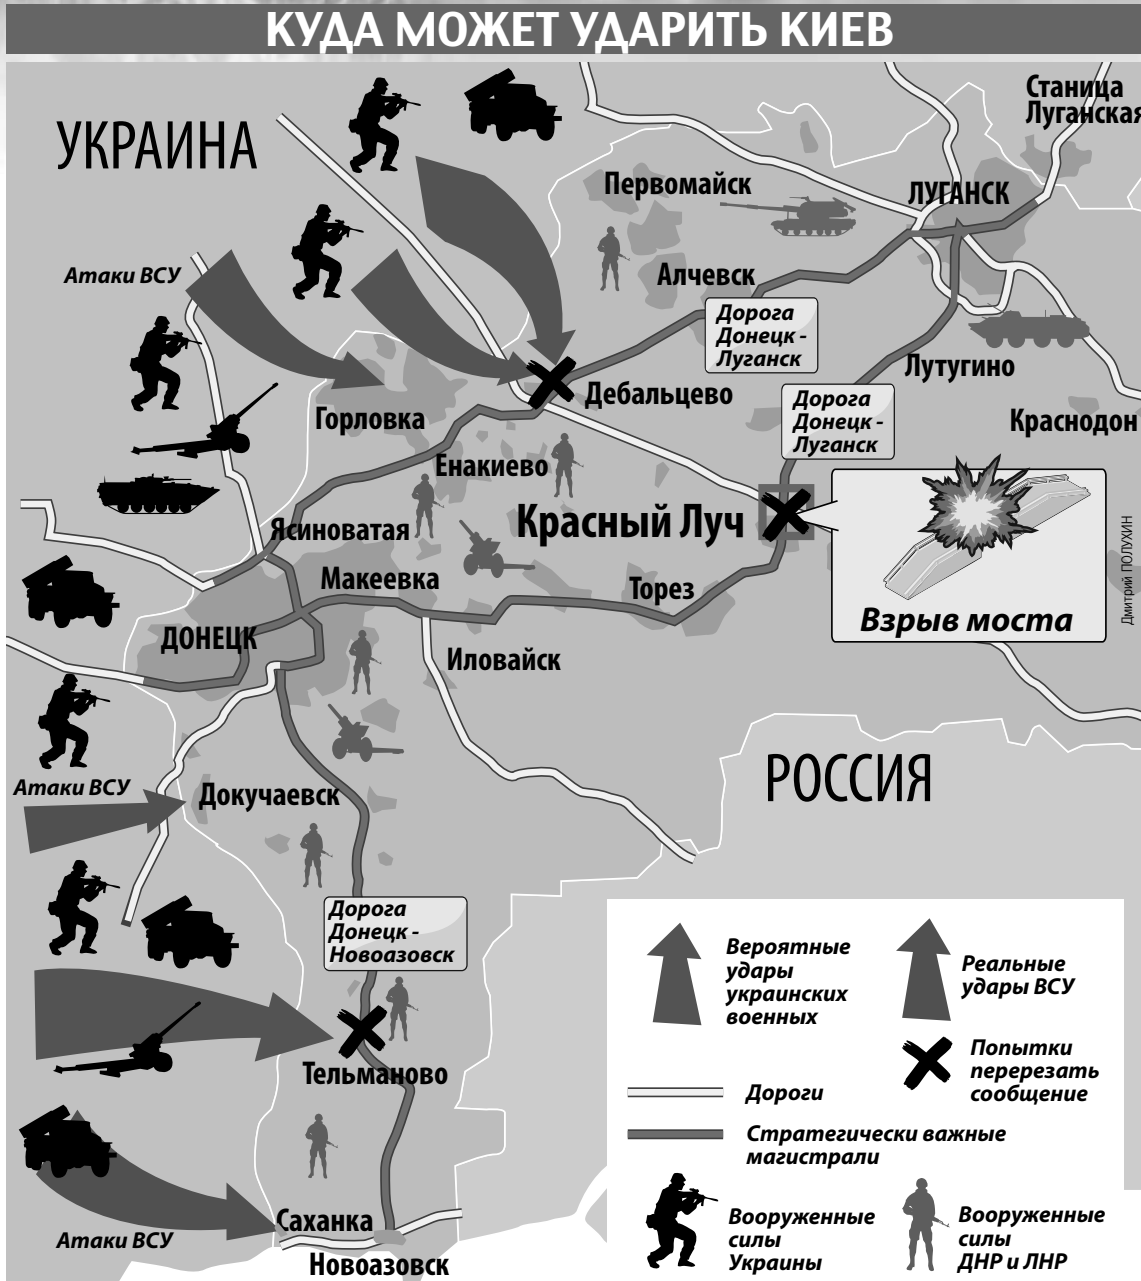 КУДА МОЖЕТ УДАРИТЬ КИЕВ
УКРАИНА
Станица
Луганская
Первомайск
ЛУГАНСК
Атаки ВСУ
Алчевск
Дорога
Донецк -
Луганск
Лутугино
Дебальцево
Дорога
Донецк -
Луганск
Горловка
Краснодон
Енакиево
Красный Луч
Ясиноватая
Макеевка
Торез
Взрыв моста
Дмитрий ПОЛУХИН
ДОНЕЦК
Иловайск
РОССИЯ
Атаки ВСУ
Докучаевск
Дорога
Донецк -
Новоазовск
Тельманово
Саханка
Атаки ВСУ
Новоазовск
Вероятные
удары
украинских
военных
Реальные
удары ВСУ
Попытки
перерезать
сообщение
Дороги
Стратегически важные
магистрали
Вооруженные
силы
Украины
Вооруженные
силы
ДНР и ЛНР